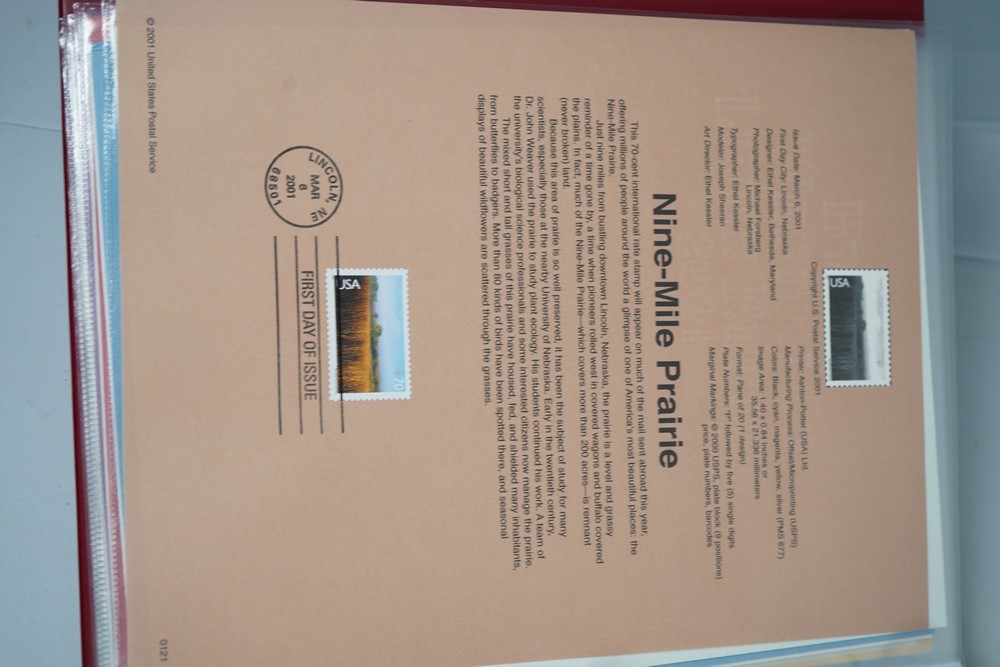 USA
Copyright U.S. Postal Service 2001
Issue Date: March 6, 2001
First Day City: Lincoln, Nebraska
Designer: Ethel Kessler, Bethesda, Maryland
Photographer: Michael Forsberg
Lincoln, Nebraska
Typographer: Ethel Kessler
Modeler: Joseph Sheeran
Art Director: Ethel Kessler
Printer: Ashton-Potter (USA) Ltd.
Manufacturing Process: Offset/Microprinting (USPS)
Colors: Black, cyan, magenta, yellow, silver (PMS 877)
Image Area: 1.40 x 0.84 inches or
35.56 x 21.336 millimeters
Format: Pane of 20 (1 design)
Plate Numbers: "P" followed by five (5) single digits
Marginal Markings: © 2000 USPS, plate block (9 positions)
price, plate numbers, barcodes
Nine-Mile Prairie
This 70-cent international rate stamp will appear on much of the mail sent abroad this year,
offering millions of people around the world a glimpse of one of America's most beautiful places: the
Nine-Mile Prairie.
Just nine miles from bustling downtown Lincoln, Nebraska, the prairie is a level and grassy
reminder of a time gone by, a time when pioneers rolled west in covered wagons and buffalo covered
the plains. In fact, much of the Nine-Mile Prairie—which covers more than 200 acres—is remnant
(never broken) land.
Because this area of prairie is so well preserved, it has been the subject of study for many
scientists, especially those at the nearby University of Nebraska. Early in the twentieth century,
Dr. John Weaver used the prairie to study plant ecology. His students continued his work. A team of
the university's biological science professionals and some interested citizens now manage the prairie.
The mixed short and tall grasses of this prairie have housed, fed, and shielded many inhabitants,
from butterflies to badgers. More than 80 kinds of birds have been spotted there, and seasonal
displays of beautiful wildflowers are scattered through the grasses.
USA
70
LINCOLN, NE
MAR
6
2001
68501
FIRST DAY OF ISSUE
© 2001 United States Postal Service
0121